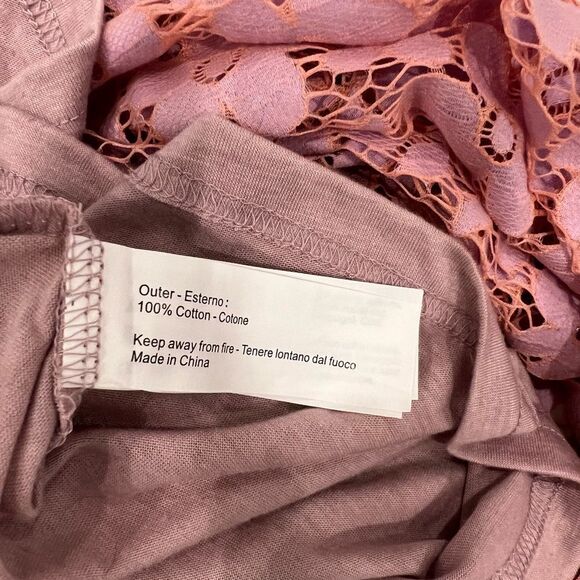 Outer - Esterno :
100% Cotton - Cotone
Keep away from fire - Tenere lontano dal fuoco
Made in China